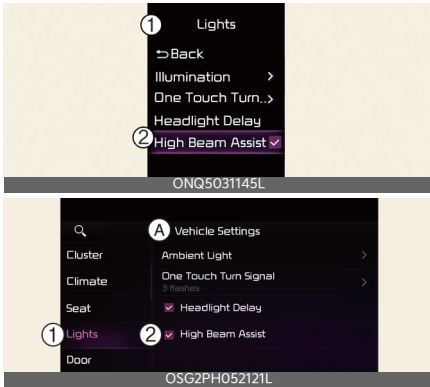 1 Lights
Back
Illumination >
One Touch Turn..>
Headlight Delay
2 High Beam Assist
ONQ5031145L
A Vehicle Settings
Cluster
Ambient Light >
Climate
One Touch Turn Signal >
3 flashes
Seat
Headlight Delay
1 Lights
2 High Beam Assist
Door
OSG2PH052121L